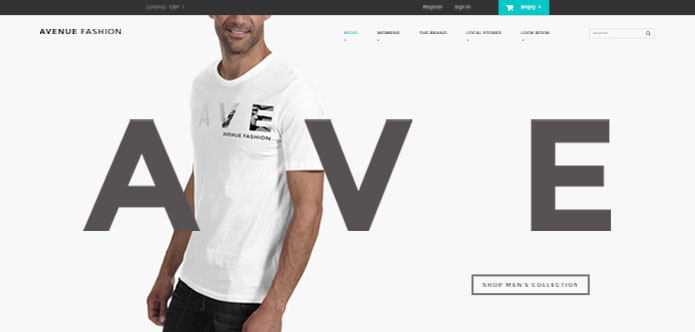 Currency : GBP
Register Sign In
Empty
AVENUE FASHION
MENS WOMENS THE BRAND LOCAL STORES LOOK BOOK
Search...
AVE
AVENUE FASHION
A V E
SHOP MEN'S COLLECTION